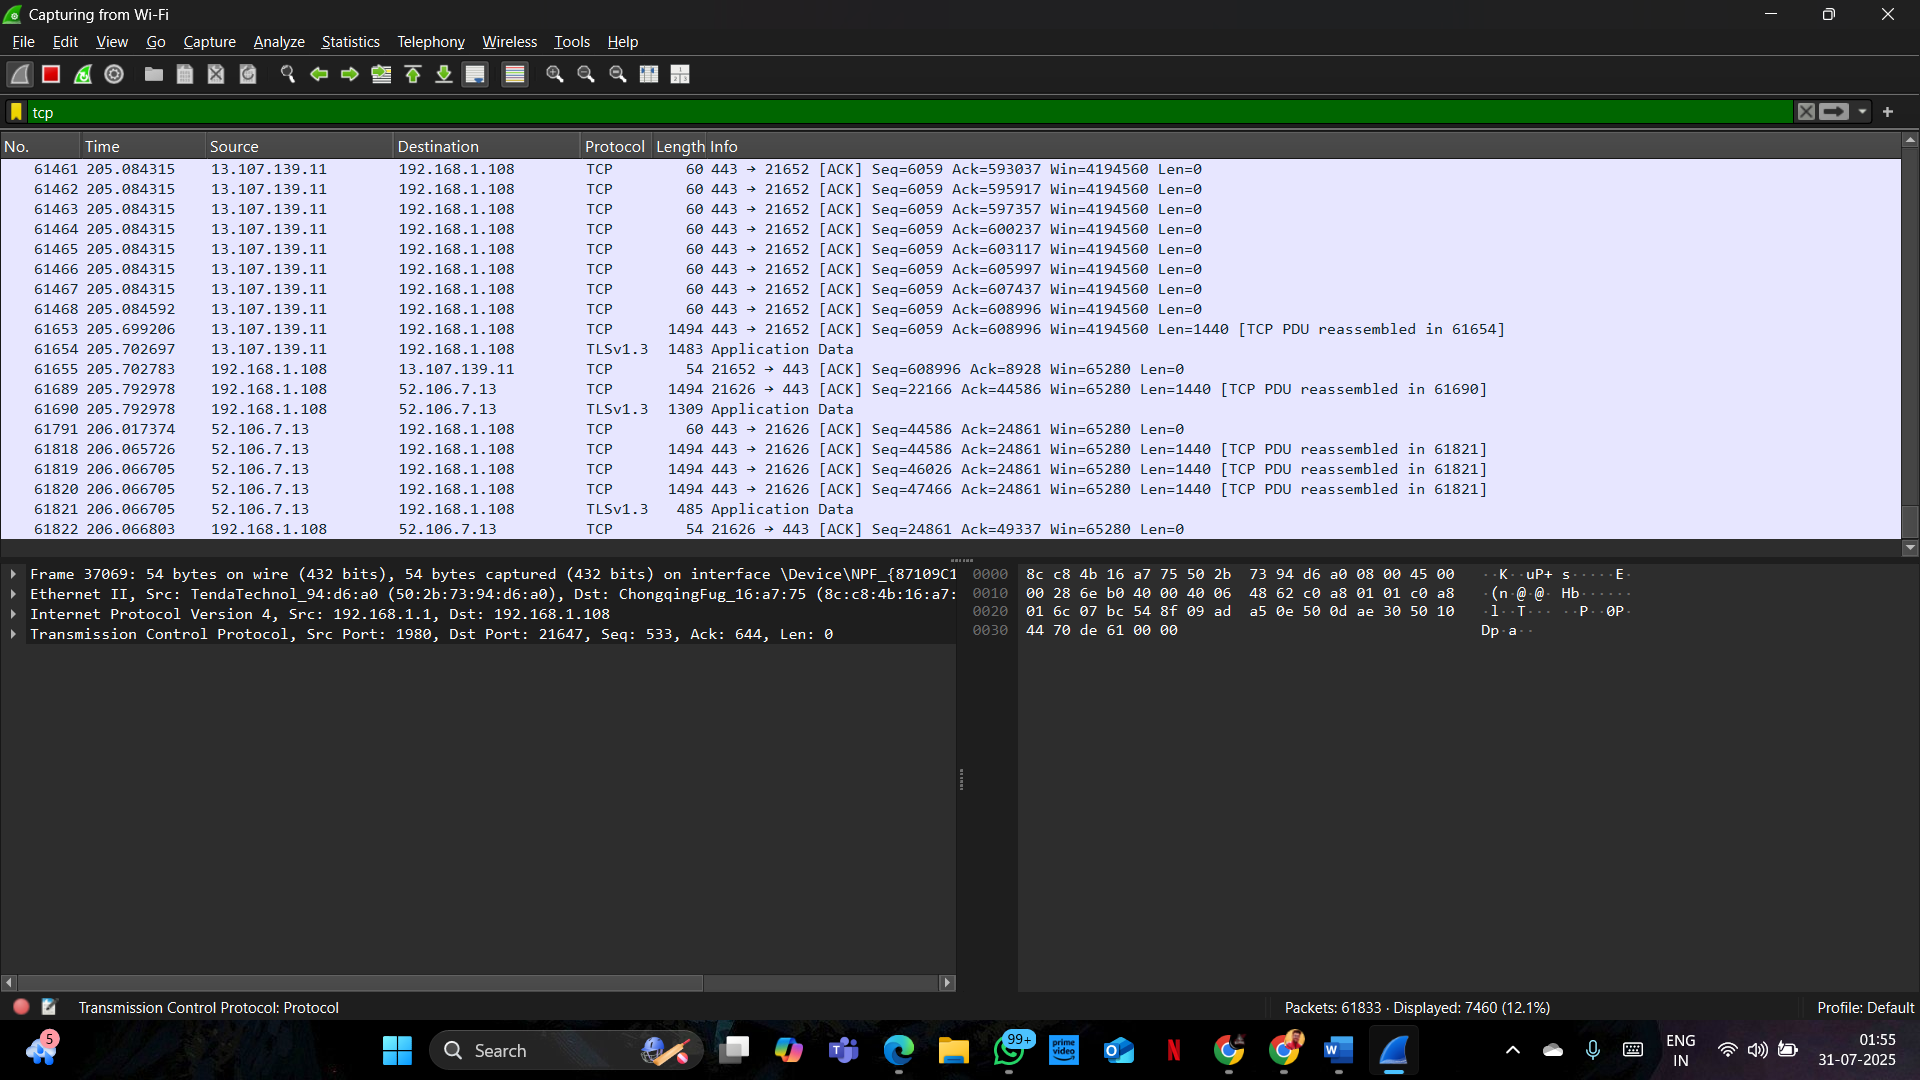 Capturing from Wi-Fi
File Edit View Go Capture Analyze Statistics Telephony Wireless Tools Help
tcp
No. Time Source Destination Protocol Length Info
61461 205.084315 13.107.139.11 192.168.1.108 TCP 60 443 → 21652 [ACK] Seq=6059 Ack=593037 Win=4194560 Len=0
61462 205.084315 13.107.139.11 192.168.1.108 TCP 60 443 → 21652 [ACK] Seq=6059 Ack=595917 Win=4194560 Len=0
61463 205.084315 13.107.139.11 192.168.1.108 TCP 60 443 → 21652 [ACK] Seq=6059 Ack=597357 Win=4194560 Len=0
61464 205.084315 13.107.139.11 192.168.1.108 TCP 60 443 → 21652 [ACK] Seq=6059 Ack=600237 Win=4194560 Len=0
61465 205.084315 13.107.139.11 192.168.1.108 TCP 60 443 → 21652 [ACK] Seq=6059 Ack=603117 Win=4194560 Len=0
61466 205.084315 13.107.139.11 192.168.1.108 TCP 60 443 → 21652 [ACK] Seq=6059 Ack=605997 Win=4194560 Len=0
61467 205.084315 13.107.139.11 192.168.1.108 TCP 60 443 → 21652 [ACK] Seq=6059 Ack=607437 Win=4194560 Len=0
61468 205.084592 13.107.139.11 192.168.1.108 TCP 60 443 → 21652 [ACK] Seq=6059 Ack=608996 Win=4194560 Len=0
61653 205.699206 13.107.139.11 192.168.1.108 TCP 1494 443 → 21652 [ACK] Seq=6059 Ack=608996 Win=4194560 Len=1440 [TCP PDU reassembled in 61654]
61654 205.702697 13.107.139.11 192.168.1.108 TLSv1.3 1483 Application Data
61655 205.702783 192.168.1.108 13.107.139.11 TCP 54 21652 → 443 [ACK] Seq=608996 Ack=8928 Win=65280 Len=0
61689 205.792978 192.168.1.108 52.106.7.13 TCP 1494 21626 → 443 [ACK] Seq=22166 Ack=44586 Win=65280 Len=1440 [TCP PDU reassembled in 61690]
61690 205.792978 192.168.1.108 52.106.7.13 TLSv1.3 1309 Application Data
61791 206.017374 52.106.7.13 192.168.1.108 TCP 60 443 → 21626 [ACK] Seq=44586 Ack=24861 Win=65280 Len=0
61818 206.065726 52.106.7.13 192.168.1.108 TCP 1494 443 → 21626 [ACK] Seq=44586 Ack=24861 Win=65280 Len=1440 [TCP PDU reassembled in 61821]
61819 206.066705 52.106.7.13 192.168.1.108 TCP 1494 443 → 21626 [ACK] Seq=46026 Ack=24861 Win=65280 Len=1440 [TCP PDU reassembled in 61821]
61820 206.066705 52.106.7.13 192.168.1.108 TCP 1494 443 → 21626 [ACK] Seq=47466 Ack=24861 Win=65280 Len=1440 [TCP PDU reassembled in 61821]
61821 206.066705 52.106.7.13 192.168.1.108 TLSv1.3 485 Application Data
61822 206.066803 192.168.1.108 52.106.7.13 TCP 54 21626 → 443 [ACK] Seq=24861 Ack=49337 Win=65280 Len=0
Frame 37069: 54 bytes on wire (432 bits), 54 bytes captured (432 bits) on interface \Device\NPF_{87109C1
Ethernet II, Src: TendaTechnol_94:d6:a0 (50:2b:73:94:d6:a0), Dst: ChongqingFug_16:a7:75 (8c:c8:4b:16:a7:
Internet Protocol Version 4, Src: 192.168.1.1, Dst: 192.168.1.108
Transmission Control Protocol, Src Port: 1980, Dst Port: 21647, Seq: 533, Ack: 644, Len: 0
0000 8c c8 4b 16 a7 75 50 2b 73 94 d6 a0 08 00 45 00 ··K··uP+ s·····E·
0010 00 28 6e b0 40 00 40 06 48 62 c0 a8 01 01 c0 a8 ·(n·@·@· Hb······
0020 01 6c 07 bc 54 8f 09 ad a5 0e 50 0d ae 30 50 10 ·l··T··· ··P··0P·
0030 44 70 de 61 00 00 Dp·a··
Transmission Control Protocol: Protocol
Packets: 61833 · Displayed: 7460 (12.1%)
Profile: Default
5
Search
99+
prime video
ENG
IN
01:55
31-07-2025